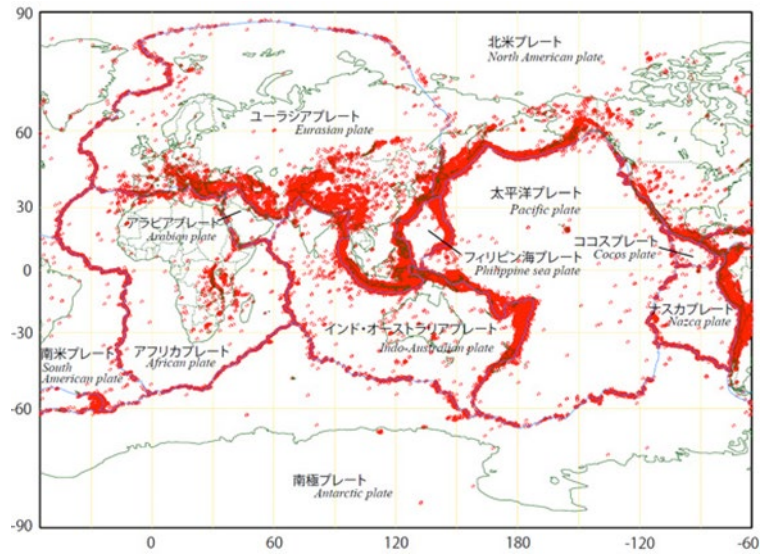 90
北米プレート
North American plate
ユーラシアプレート
Eurasian plate
60
太平洋プレート
Pacific plate
30
アラビアプレート
Arabian plate
ココスプレート
Cocos plate
フィリピン海プレート
Philippine sea plate
0
ナスカプレート
Nazca plate
インド・オーストラリアプレート
Indo-Australian plate
-30
南米プレート
South
American plate
アフリカプレート
African plate
-60
南極プレート
Antarctic plate
-90
0
60
120
180
-120
-60